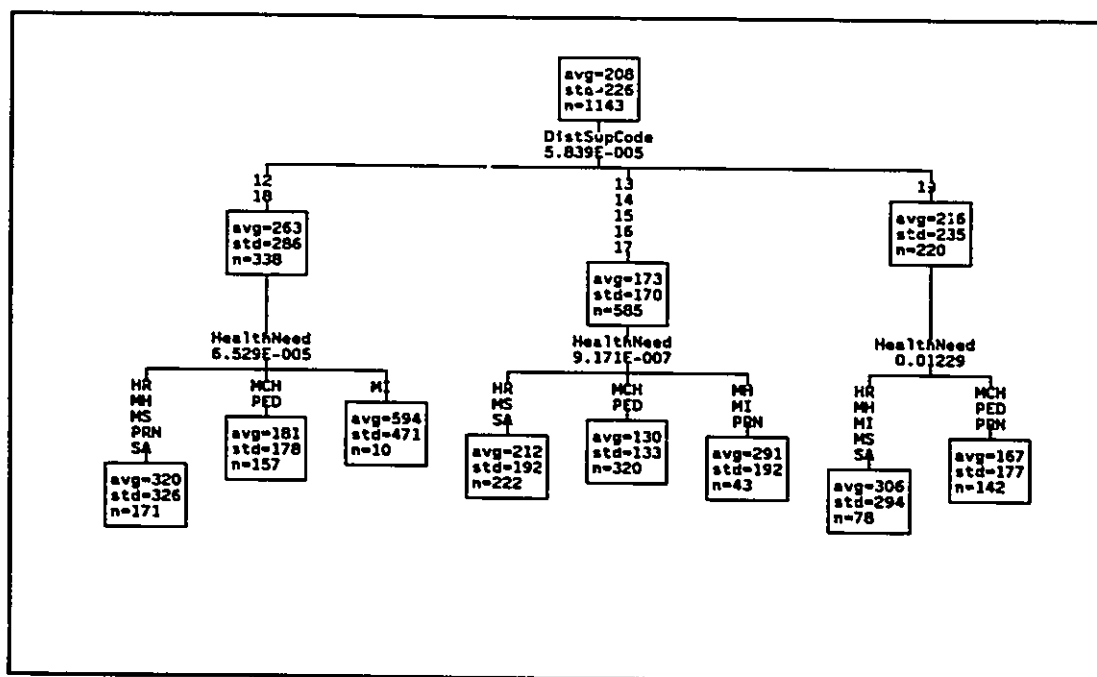 avg=208
std=226
n=1143
DistSupCode
5.839E-005
12
18
avg=263
std=286
n=338
HealthNeed
6.529E-005
HR
MH
MS
PRN
SA
avg=320
std=326
n=171
MCH
PED
avg=181
std=178
n=157
MI
avg=594
std=471
n=10
13
14
15
16
17
avg=173
std=170
n=585
HealthNeed
9.171E-007
HR
MS
SA
avg=212
std=192
n=222
MCH
PED
avg=130
std=133
n=320
MH
MI
PRN
avg=291
std=192
n=43
avg=216
std=235
n=220
HealthNeed
0.01229
HR
MH
MI
MS
SA
avg=306
std=294
n=78
MCH
PED
PRN
avg=167
std=177
n=142